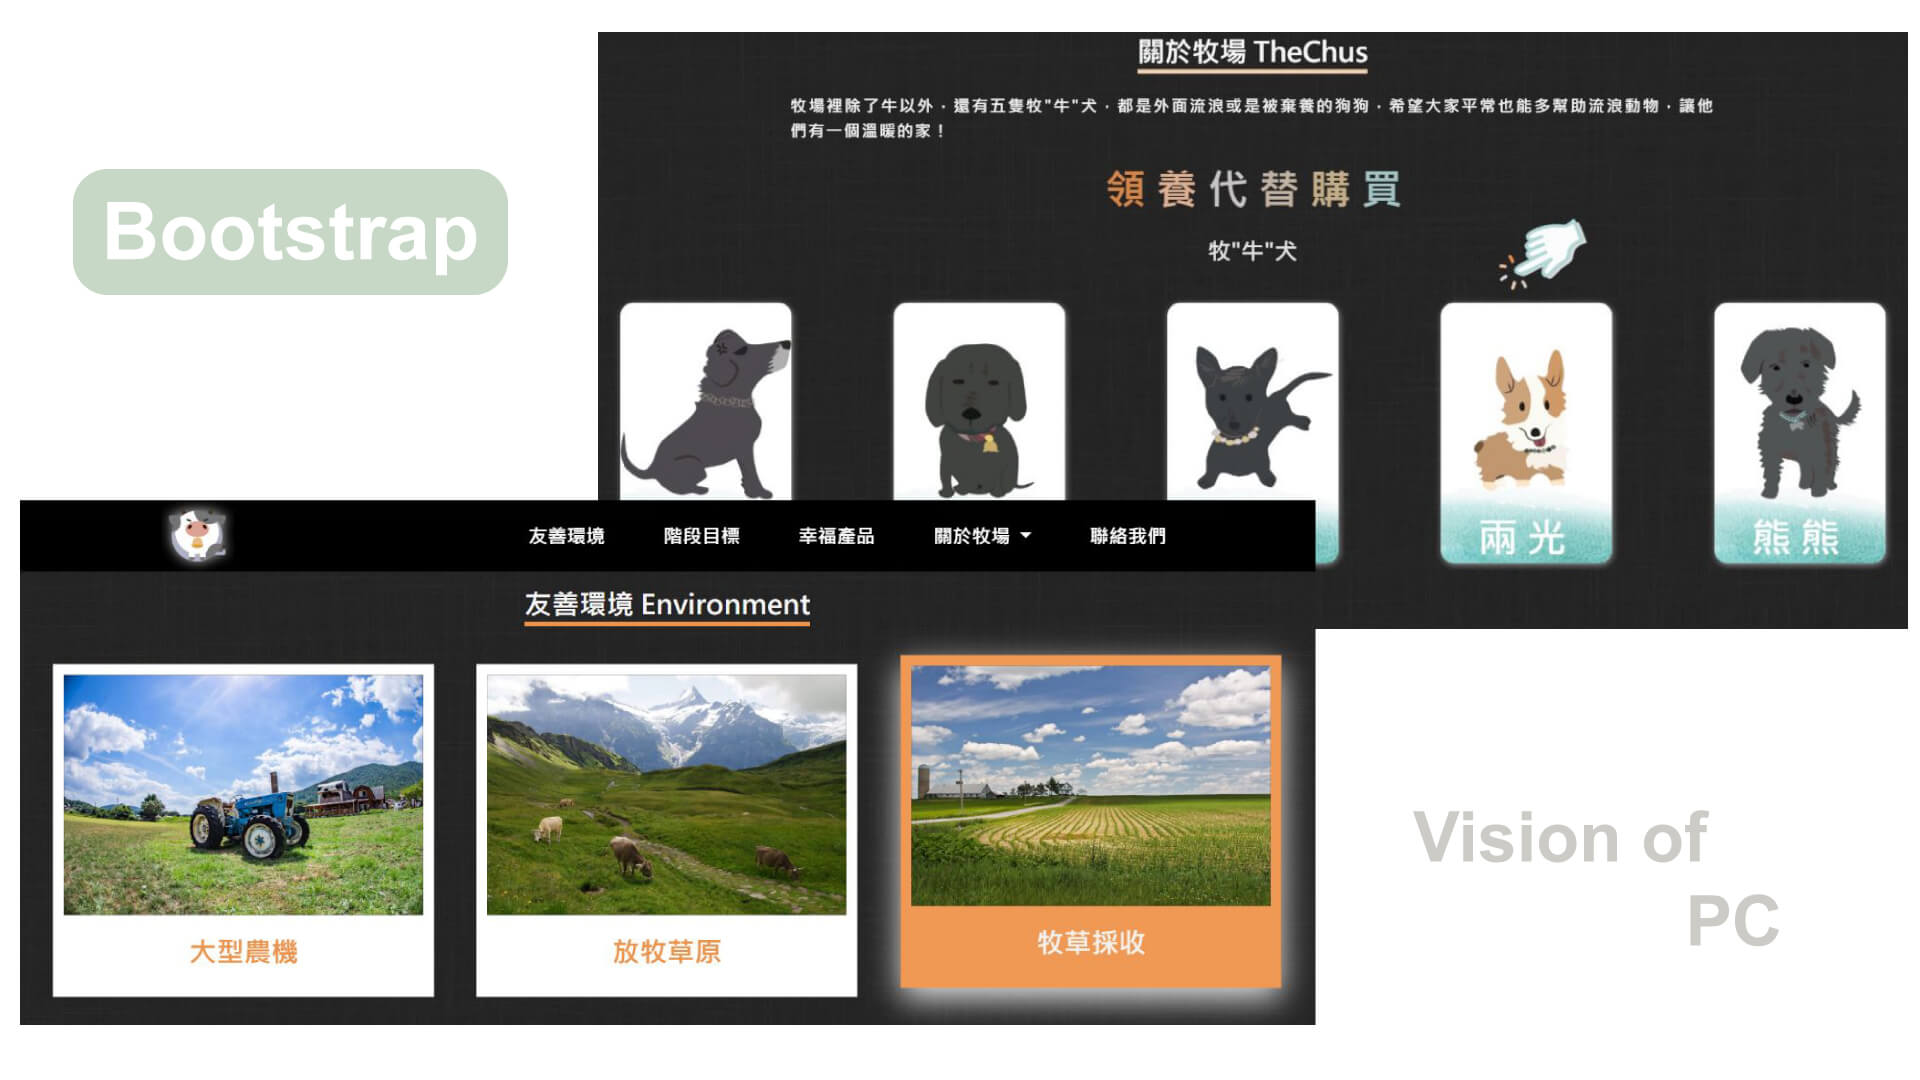 Bootstrap
關於牧場 TheChus
牧場裡除了牛以外，還有五隻牧"牛"犬，都是外面流浪或是被棄養的狗狗，希望大家平常也能多幫助流浪動物，讓他
們有一個溫暖的家！
領養代替購買
牧"牛"犬
兩光
熊熊
友善環境 階段目標 幸福產品 關於牧場 聯絡我們
友善環境 Environment
大型農機
放牧草原
牧草採收
Vision of
PC